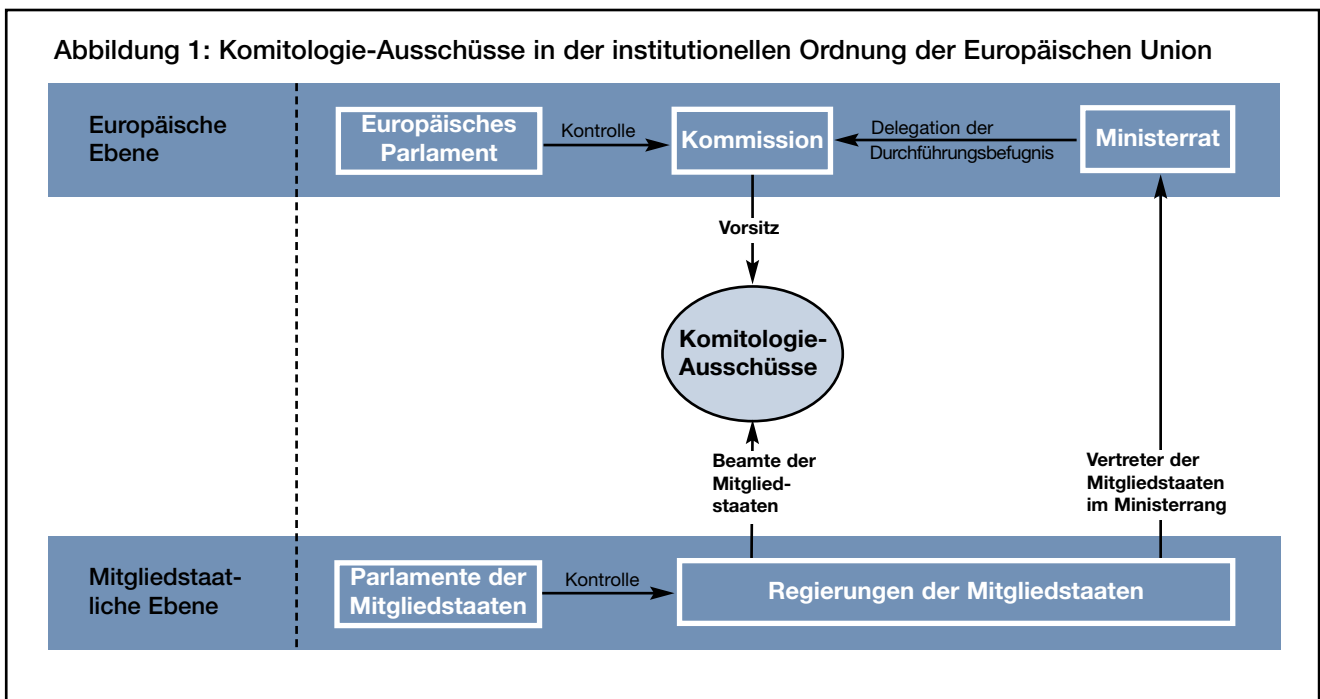 Abbildung 1: Komitologie-Ausschüsse in der institutionellen Ordnung der Europäischen Union
Europäische
Ebene
Europäisches
Parlament
Kontrolle
Kommission
Delegation der
Durchführungsbefugnis
Ministerrat
Vorsitz
Komitologie-
Ausschüsse
Beamte der
Mitglied-
staaten
Vertreter der
Mitgliedstaaten
im Ministerrang
Mitgliedstaat-
liche Ebene
Parlamente der
Mitgliedstaaten
Kontrolle
Regierungen der Mitgliedstaaten